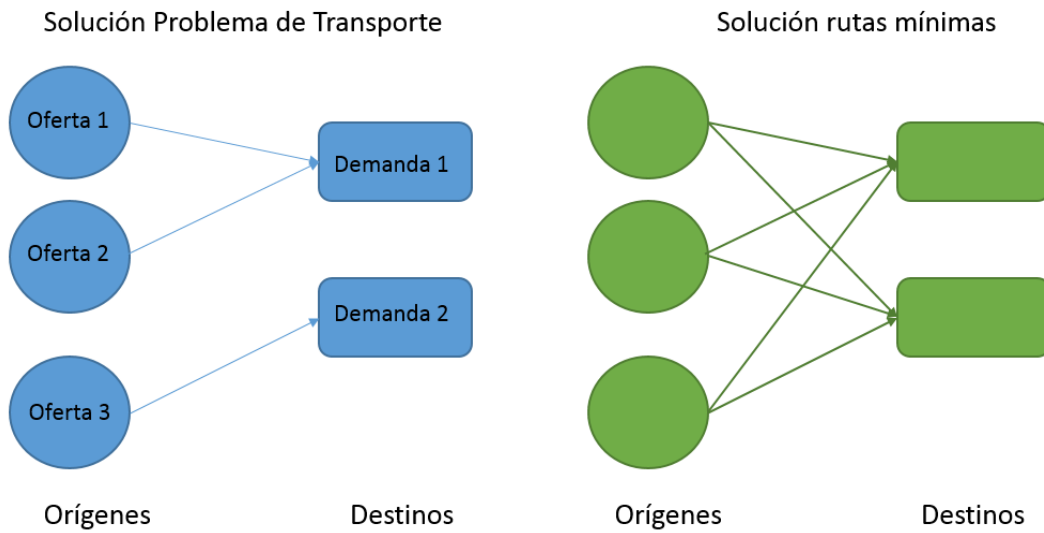 Solución Problema de Transporte
Oferta 1
Demanda 1
Oferta 2
Demanda 2
Oferta 3
Orígenes
Destinos
Solución rutas mínimas
Orígenes
Destinos